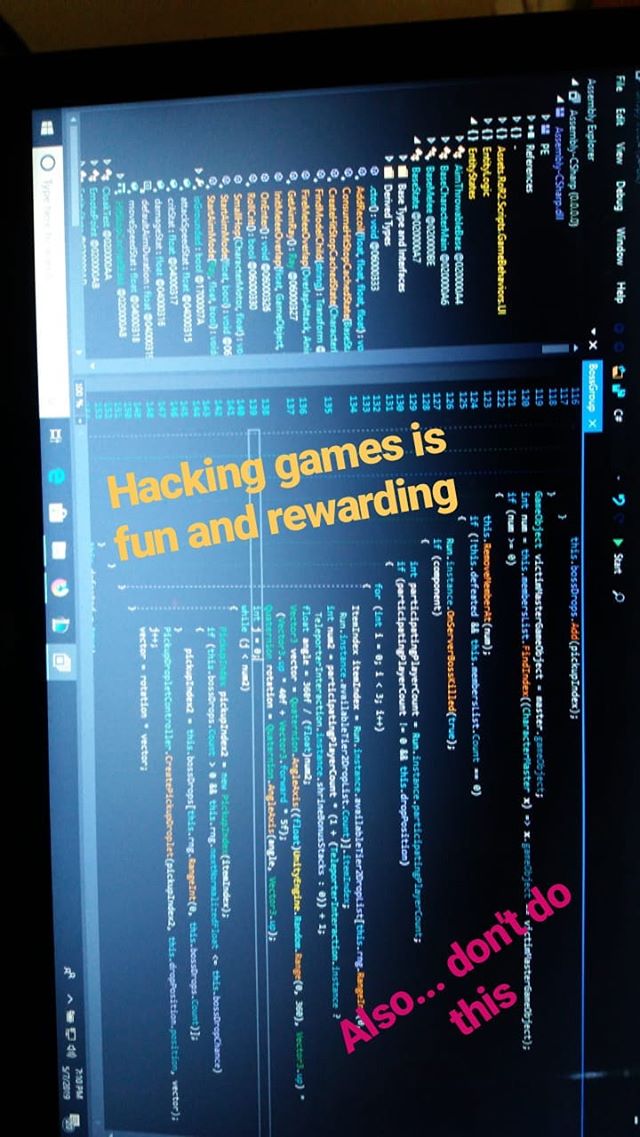 File Edit View Debug Window Help C# Start
Assembly Explorer
Assembly-CSharp (0.0.0.0)
Assembly-CSharp.dll
PE
References
{ } -
{ } Assets.RoR2.Scripts.GameBehaviors.UI
{ } EntityLogic
{ } EntityStates
AimThrowableBase @020000A4
BaseCharacterMain @020000A6
BaseMelee @020000BE
BaseState @020000A7
Base Type and Interfaces
Derived Types
.ctor() : void @06000333
AddRecoil(float, float, float, float) : vo
ConsumeHitStopCachedState(BaseSt
CreateHitStopCachedState(Character
FindModelChild(string) : Transform @
FireMeleeOverlap(OverlapAttack, Ani
GetAimRay() : Ray @06000327
InitMeleeOverlap(float, GameObject,
OnEnter() : void @06000326
RollCrit() : bool @06000330
SmallHop(CharacterMotor, float) : vo
StartAimMode(float, bool) : void @06
StartAimMode(Ray, float, bool) : void
isGrounded : bool @1700007A
attackSpeedStat : float @04000315
critStat : float @04000317
damageStat : float @04000316
defaultAimDuration : float @04000319
moveSpeedStat : float @04000318
HitStopCachedState @020000A8
CloakTest @020000AA
EmotePoint @020000AB
BossGroup
116 this.bossDrops.Add(pickupIndex);
117 }
118 }
119 GameObject victimMasterGameObject = master.gameObject;
120 int num = this.membersList.FindIndex((CharacterMaster x) => x.gameObject == victimMasterGameObject);
121 if (num >= 0)
122 {
123 this.RemoveMemberAt(num);
124 if (!this.defeated && this.membersList.Count == 0)
125 {
126 Run.instance.OnServerBossKilled(true);
127 if (component)
128 {
129 int participatingPlayerCount = Run.instance.participatingPlayerCount;
130 if (participatingPlayerCount != 0 && this.dropPosition)
131 {
132 for (int i = 0; i < 3; i++)
133 {
134 ItemIndex itemIndex = Run.instance.availableTier2DropList[this.rng.RangeInt(0,
Run.instance.availableTier2DropList.Count)].itemIndex;
135 int num2 = participatingPlayerCount * (1 + (TeleporterInteraction.instance ?
TeleporterInteraction.instance.shrineBonusStacks : 0)) + 1;
136 float angle = 360f / (float)num2;
137 Vector3 vector = Quaternion.AngleAxis((float)UnityEngine.Random.Range(0, 360), Vector3.up) *
(Vector3.up * 40f + Vector3.forward * 5f);
138 Quaternion rotation = Quaternion.AngleAxis(angle, Vector3.up);
139 int j = 0;
140 while (j < num2)
141 {
142 PickupIndex pickupIndex2 = new PickupIndex(itemIndex);
143 if (this.bossDrops.Count > 0 && this.rng.nextNormalizedFloat <= this.bossDropChance)
144 {
145 pickupIndex2 = this.bossDrops[this.rng.RangeInt(0, this.bossDrops.Count)];
146 }
147 PickupDropletController.CreatePickupDroplet(pickupIndex2, this.dropPosition.position, vector);
148 j++;
149 vector = rotation * vector;
150 }
151 }
152 }
153 }
100 %
Hacking games is
fun and rewarding
Also... dont do
this
Type here to search
7:10 PM
5/7/2019